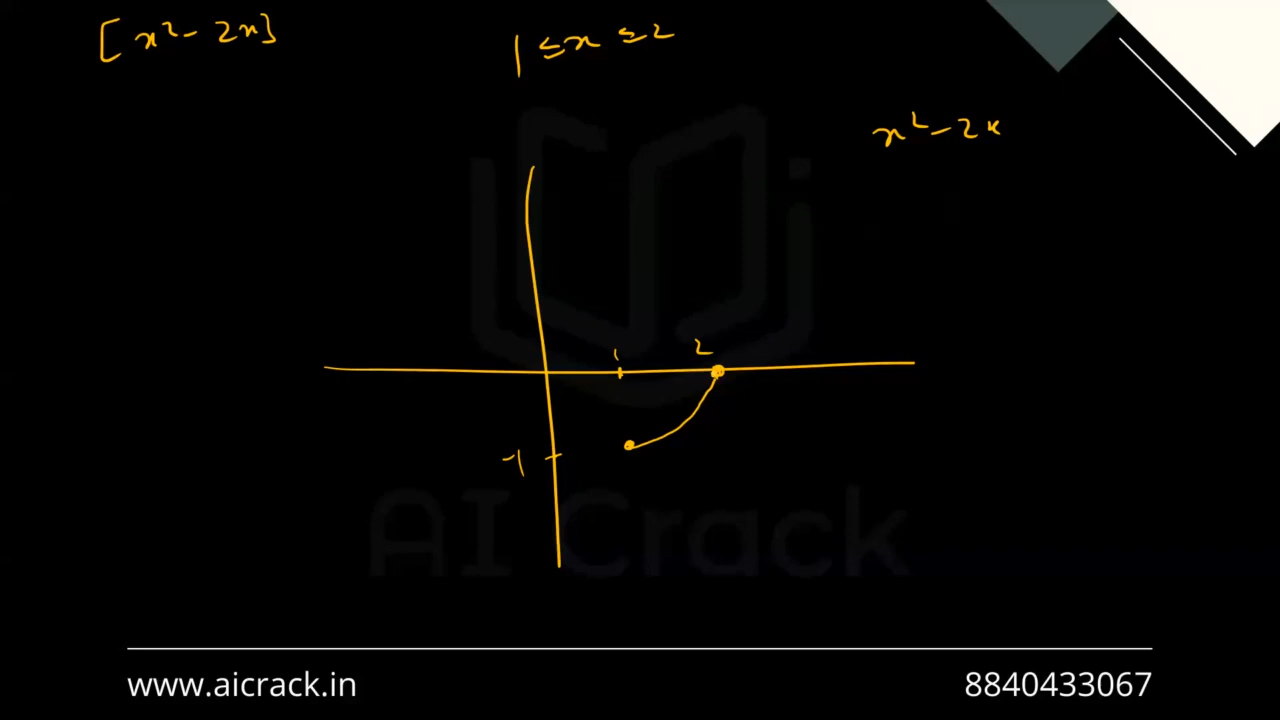 [x² - 2x]
1 ≤ x ≤ 2
x² - 2x
1
2
-1
AI Crack
www.aicrack.in
8840433067